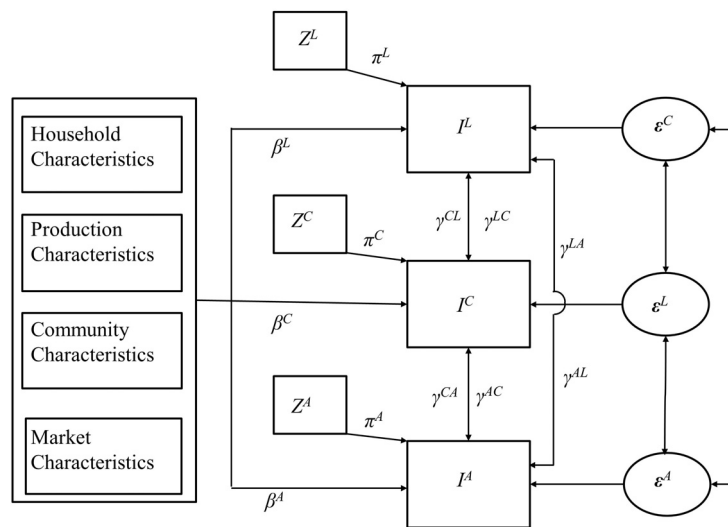 Z^L
π^L
Household
Characteristics
β^L
I^L
ε^C
Production
Characteristics
Z^C
π^C
γ^CL
γ^LC
γ^LA
β^C
I^C
ε^L
Community
Characteristics
γ^CA
γ^AC
γ^AL
Z^A
π^A
Market
Characteristics
β^A
I^A
ε^A